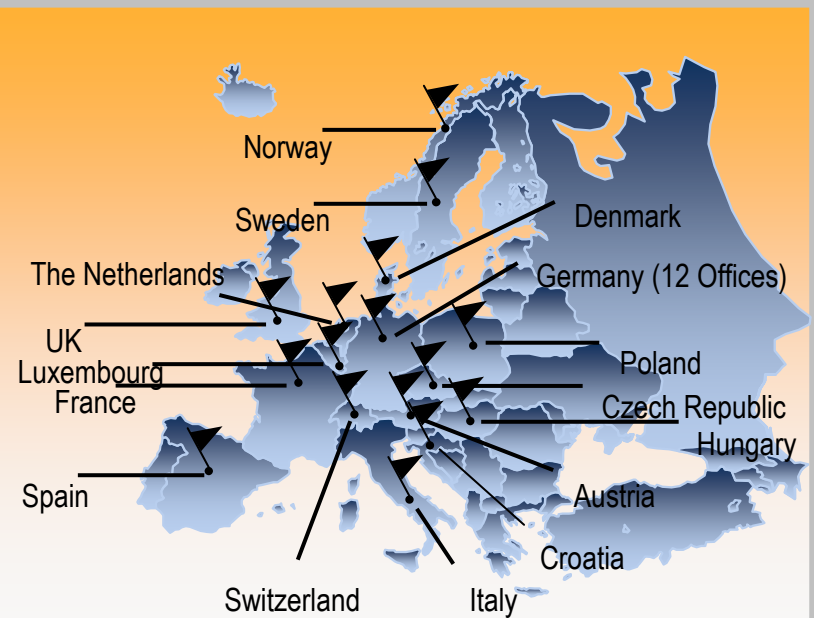 Norway
Sweden
Denmark
The Netherlands
Germany (12 Offices)
UK
Poland
Luxembourg
France
Czech Republic
Hungary
Spain
Austria
Croatia
Switzerland
Italy